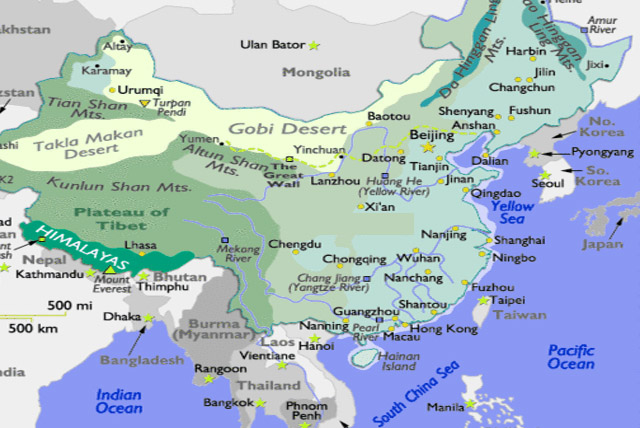 Heine
Amur
River
Altay
Ulan Bator
Da Hinggan Ling
Mts.
Dao Hinggan
Ling Mts.
Harbin
Jixi
akhstan
Karamay
Mongolia
Jilin
Changchun
Urumqi
Turpan
Pendi
zstan
Tian Shan
Mts.
Baotou
Shenyang
Fushun
Gobi Desert
Anshan
No.
Korea
Takla Makan
Desert
Yumen
Yinchuan
Beijing
ashi
Altun Shan
Mts.
The
Great
Wall
Datong
Tianjin
Dalian
Pyongyang
K2
Kunlun Shan Mts.
Lanzhou
Huang He
(Yellow River)
Jinan
Seoul
So.
Korea
Qingdao
Plateau of
Tibet
Xi'an
Yellow
Sea
Japan
HIMALAYAS
Lhasa
Mekong
River
Chengdu
Nanjing
Shanghai
Nepal
Chongqing
Wuhan
Ningbo
Kathmandu
Mount
Everest
Bhutan
Thimphu
Chang Jiang
(Yangtze River)
Nanchang
Fuzhou
500 mi
500 km
Dhaka
Guangzhou
Shantou
Taipei
Taiwan
Burma
(Myanmar)
Nanning
Pearl
River
Hong Kong
Macau
Laos
Hanoi
Bangladesh
Vientiane
Hainan
Island
Pacific
Ocean
Rangoon
Thailand
Indian
Ocean
South China Sea
Bangkok
Phnom
Penh
Manila